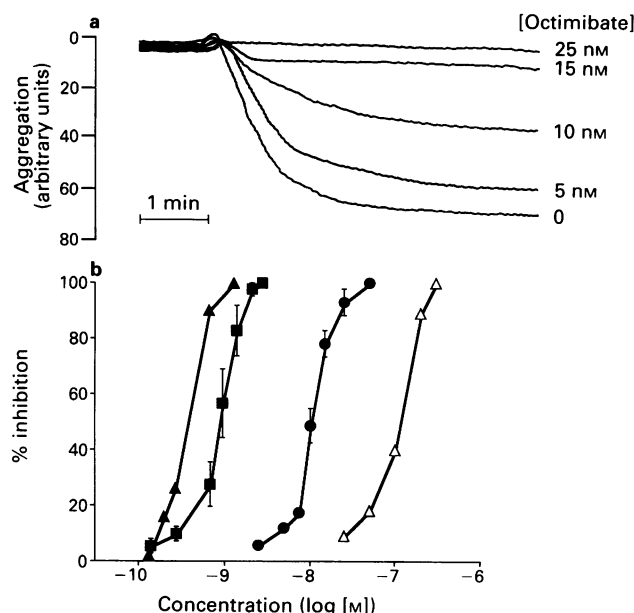 a
[Octimibate]
Aggregation
(arbitrary units)
0
20
40
60
80
25 nM
15 nM
10 nM
5 nM
0
1 min
b
% inhibition
100
80
60
40
20
0
−10
−9
−8
−7
−6
Concentration (log [M])